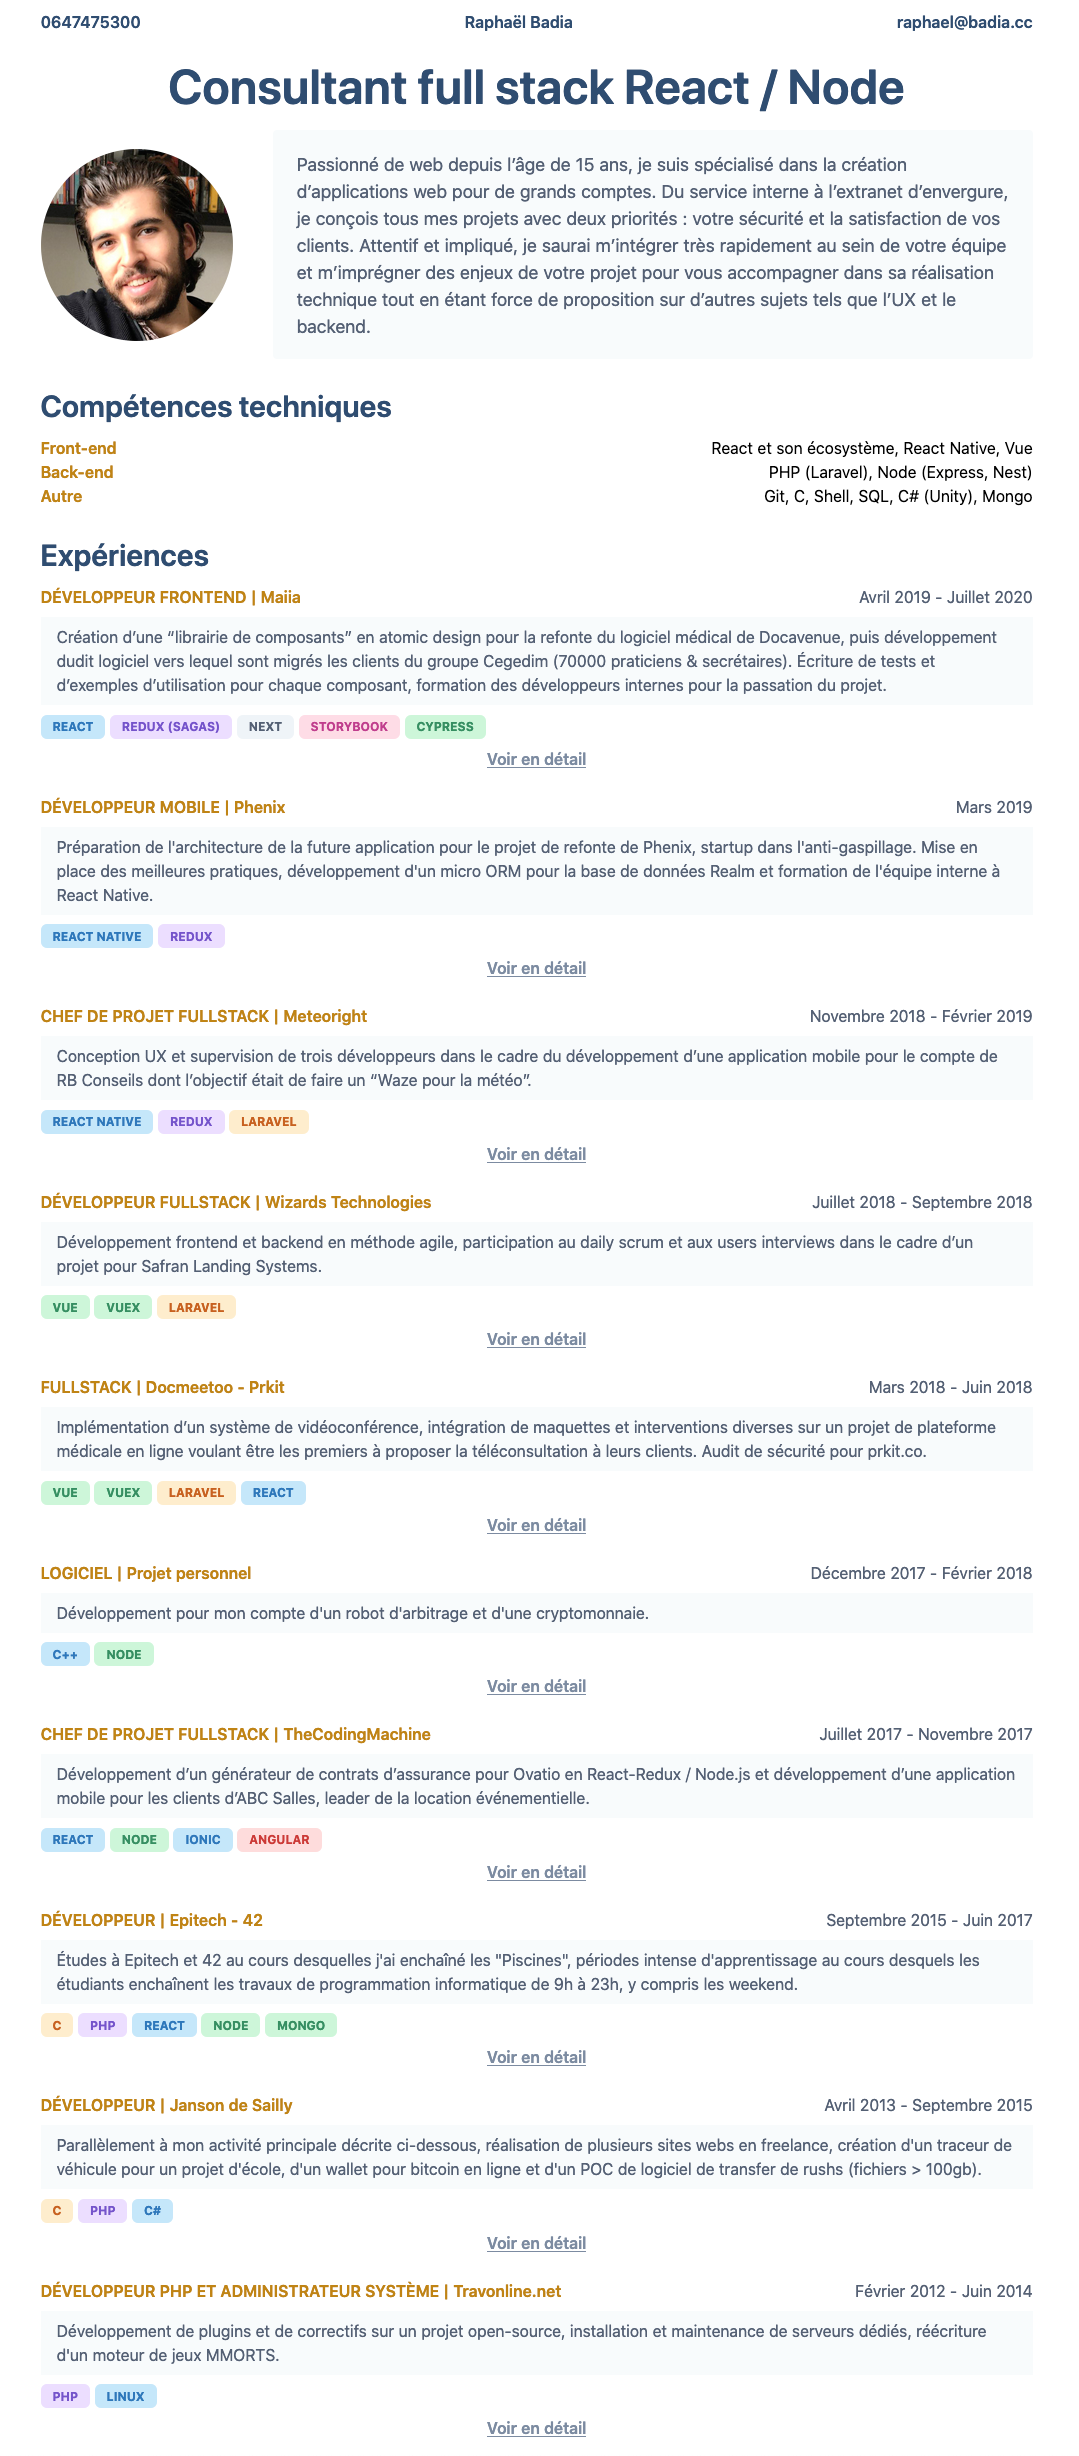 0647475300 Raphaël Badia raphael@badia.cc
Consultant full stack React / Node
Passionné de web depuis l’âge de 15 ans, je suis spécialisé dans la création
d’applications web pour de grands comptes. Du service interne à l’extranet d’envergure,
je conçois tous mes projets avec deux priorités : votre sécurité et la satisfaction de vos
clients. Attentif et impliqué, je saurai m’intégrer très rapidement au sein de votre équipe
et m’imprégner des enjeux de votre projet pour vous accompagner dans sa réalisation
technique tout en étant force de proposition sur d’autres sujets tels que l’UX et le
backend.
Compétences techniques
Front-end React et son écosystème, React Native, Vue
Back-end PHP (Laravel), Node (Express, Nest)
Autre Git, C, Shell, SQL, C# (Unity), Mongo
Expériences
DÉVELOPPEUR FRONTEND | Maiia Avril 2019 - Juillet 2020
Création d’une “librairie de composants” en atomic design pour la refonte du logiciel médical de Docavenue, puis développement
dudit logiciel vers lequel sont migrés les clients du groupe Cegedim (70000 praticiens & secrétaires). Écriture de tests et
d’exemples d’utilisation pour chaque composant, formation des développeurs internes pour la passation du projet.
REACT REDUX (SAGAS) NEXT STORYBOOK CYPRESS
Voir en détail
DÉVELOPPEUR MOBILE | Phenix Mars 2019
Préparation de l'architecture de la future application pour le projet de refonte de Phenix, startup dans l'anti-gaspillage. Mise en
place des meilleures pratiques, développement d'un micro ORM pour la base de données Realm et formation de l'équipe interne à
React Native.
REACT NATIVE REDUX
Voir en détail
CHEF DE PROJET FULLSTACK | Meteoright Novembre 2018 - Février 2019
Conception UX et supervision de trois développeurs dans le cadre du développement d’une application mobile pour le compte de
RB Conseils dont l’objectif était de faire un “Waze pour la météo”.
REACT NATIVE REDUX LARAVEL
Voir en détail
DÉVELOPPEUR FULLSTACK | Wizards Technologies Juillet 2018 - Septembre 2018
Développement frontend et backend en méthode agile, participation au daily scrum et aux users interviews dans le cadre d’un
projet pour Safran Landing Systems.
VUE VUEX LARAVEL
Voir en détail
FULLSTACK | Docmeetoo - Prkit Mars 2018 - Juin 2018
Implémentation d’un système de vidéoconférence, intégration de maquettes et interventions diverses sur un projet de plateforme
médicale en ligne voulant être les premiers à proposer la téléconsultation à leurs clients. Audit de sécurité pour prkit.co.
VUE VUEX LARAVEL REACT
Voir en détail
LOGICIEL | Projet personnel Décembre 2017 - Février 2018
Développement pour mon compte d'un robot d'arbitrage et d'une cryptomonnaie.
C++ NODE
Voir en détail
CHEF DE PROJET FULLSTACK | TheCodingMachine Juillet 2017 - Novembre 2017
Développement d’un générateur de contrats d’assurance pour Ovatio en React-Redux / Node.js et développement d’une application
mobile pour les clients d’ABC Salles, leader de la location événementielle.
REACT NODE IONIC ANGULAR
Voir en détail
DÉVELOPPEUR | Epitech - 42 Septembre 2015 - Juin 2017
Études à Epitech et 42 au cours desquelles j'ai enchaîné les "Piscines", périodes intense d'apprentissage au cours desquels les
étudiants enchaînent les travaux de programmation informatique de 9h à 23h, y compris les weekend.
C PHP REACT NODE MONGO
Voir en détail
DÉVELOPPEUR | Janson de Sailly Avril 2013 - Septembre 2015
Parallèlement à mon activité principale décrite ci-dessous, réalisation de plusieurs sites webs en freelance, création d'un traceur de
véhicule pour un projet d'école, d'un wallet pour bitcoin en ligne et d'un POC de logiciel de transfer de rushs (fichiers > 100gb).
C PHP C#
Voir en détail
DÉVELOPPEUR PHP ET ADMINISTRATEUR SYSTÈME | Travonline.net Février 2012 - Juin 2014
Développement de plugins et de correctifs sur un projet open-source, installation et maintenance de serveurs dédiés, réécriture
d'un moteur de jeux MMORTS.
PHP LINUX
Voir en détail